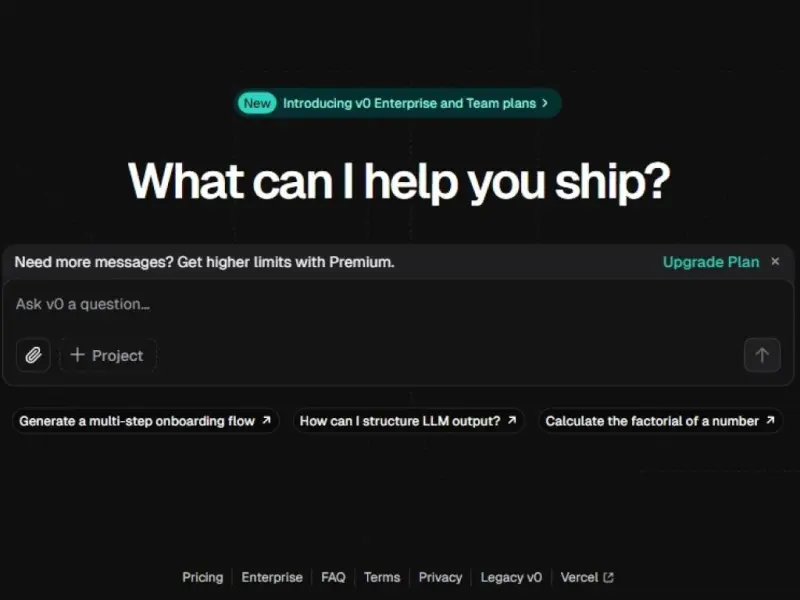 New Introducing v0 Enterprise and Team plans
What can I help you ship?
Need more messages? Get higher limits with Premium. Upgrade Plan
Ask v0 a question...
Project
Generate a multi-step onboarding flow How can I structure LLM output? Calculate the factorial of a number
Pricing Enterprise FAQ Terms Privacy Legacy v0 Vercel